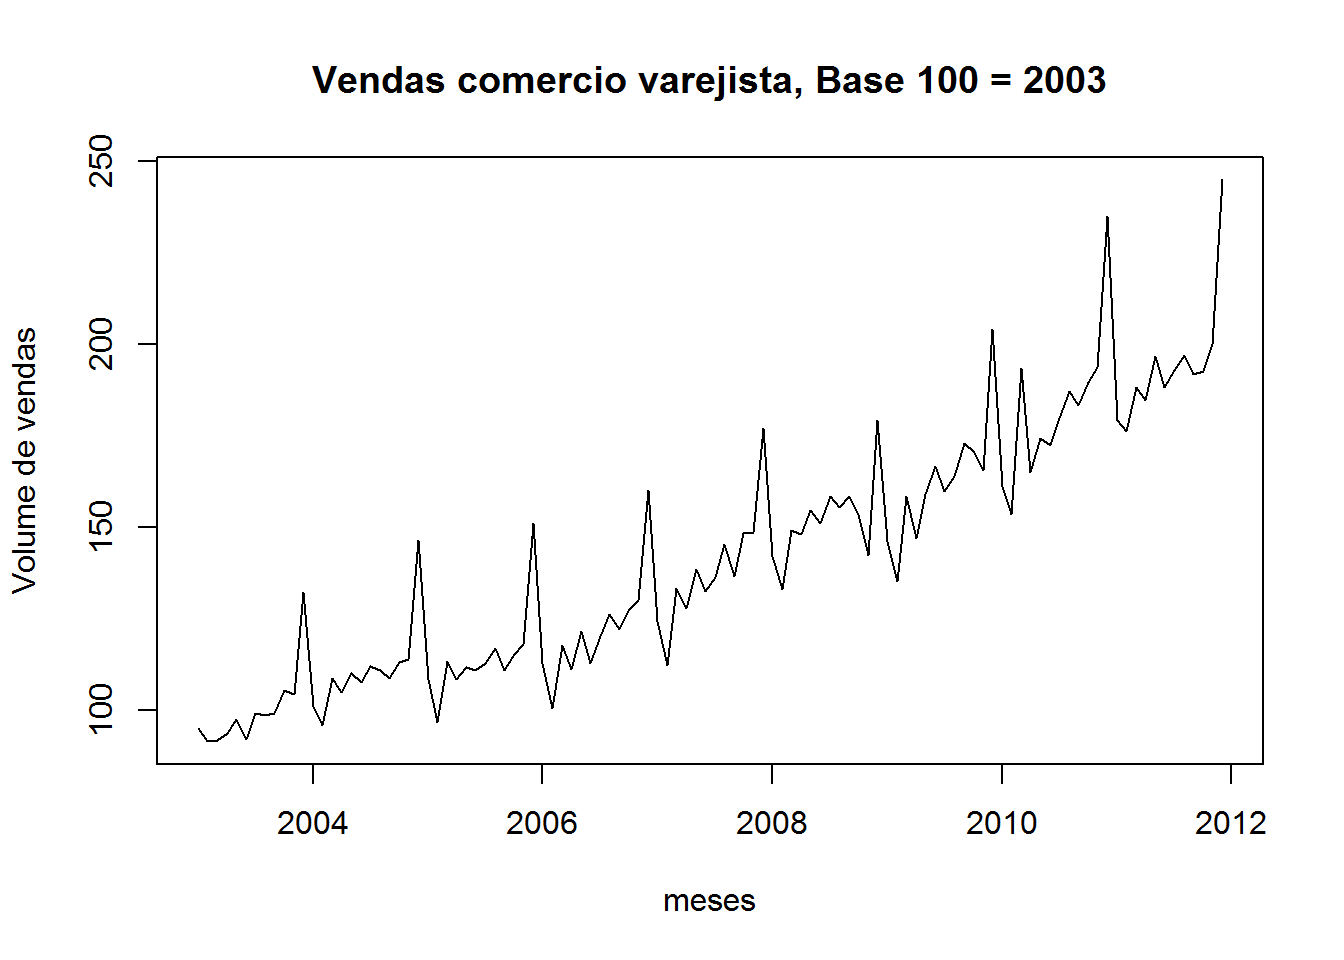 Vendas comercio varejista, Base 100 = 2003
Volume de vendas
250
200
150
100
2004 2006 2008 2010 2012
meses